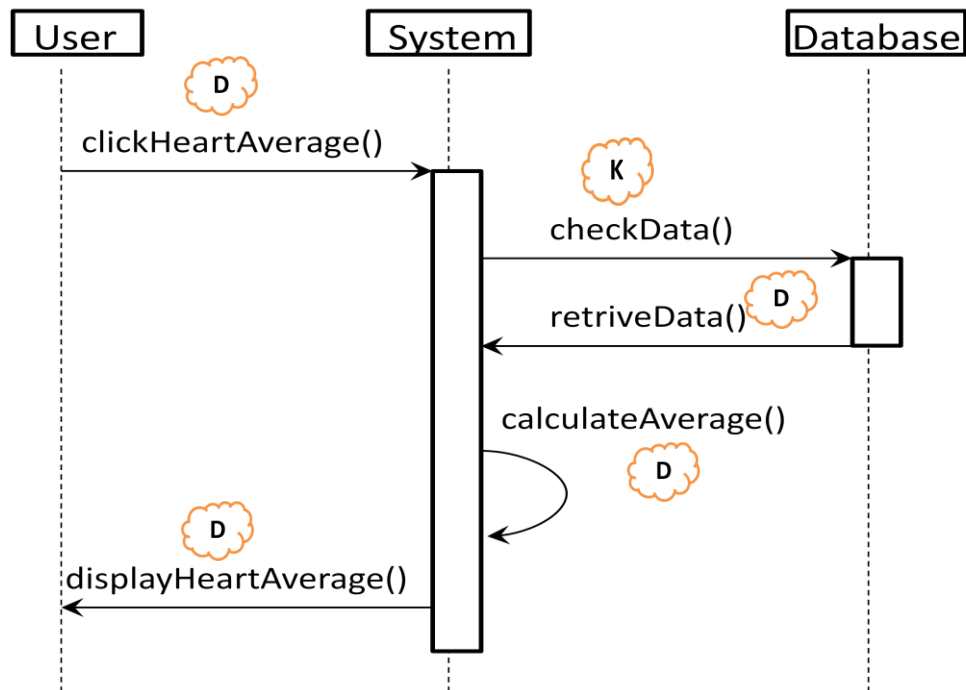 User System Database
D
clickHeartAverage()
K
checkData()
D
retriveData()
calculateAverage()
D
D
displayHeartAverage()